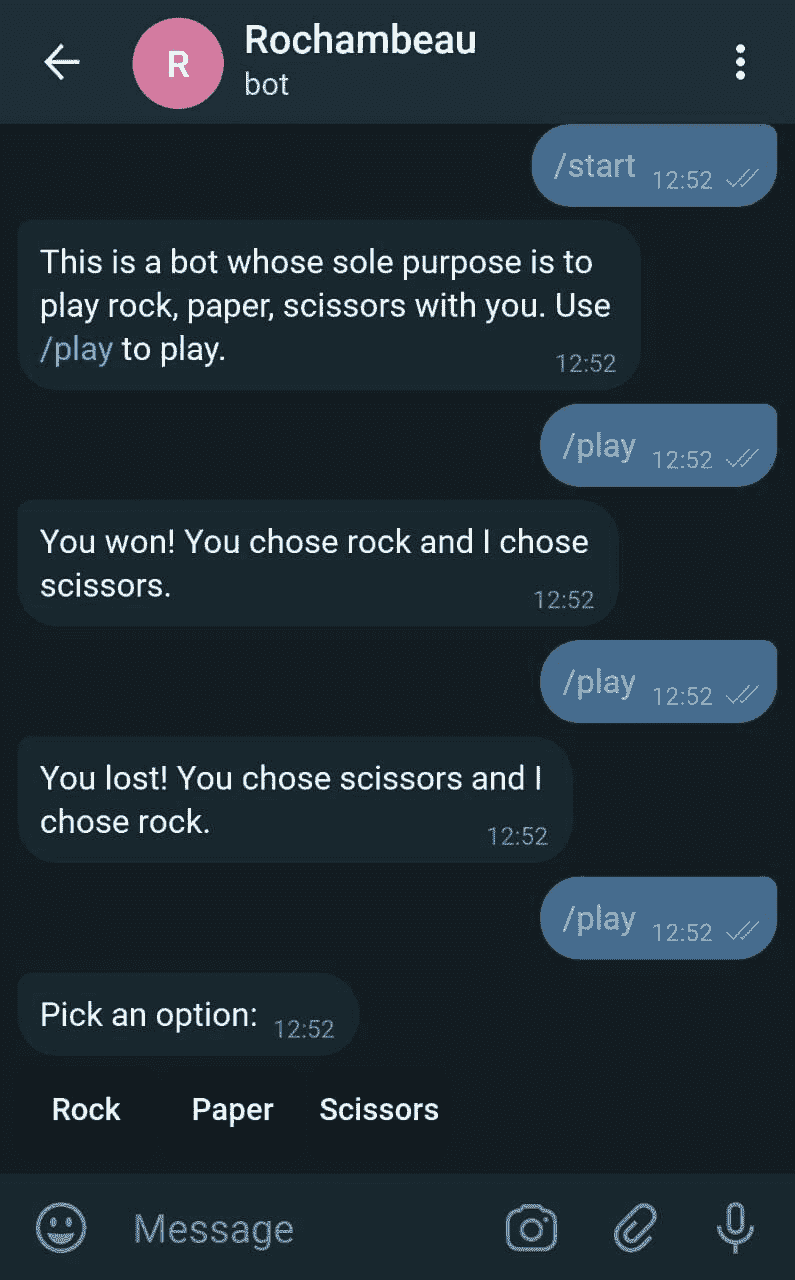 R
Rochambeau
bot
/start 12:52
This is a bot whose sole purpose is to
play rock, paper, scissors with you. Use
/play to play.
12:52
/play 12:52
You won! You chose rock and I chose
scissors.
12:52
/play 12:52
You lost! You chose scissors and I
chose rock.
12:52
/play 12:52
Pick an option: 12:52
Rock Paper Scissors
Message